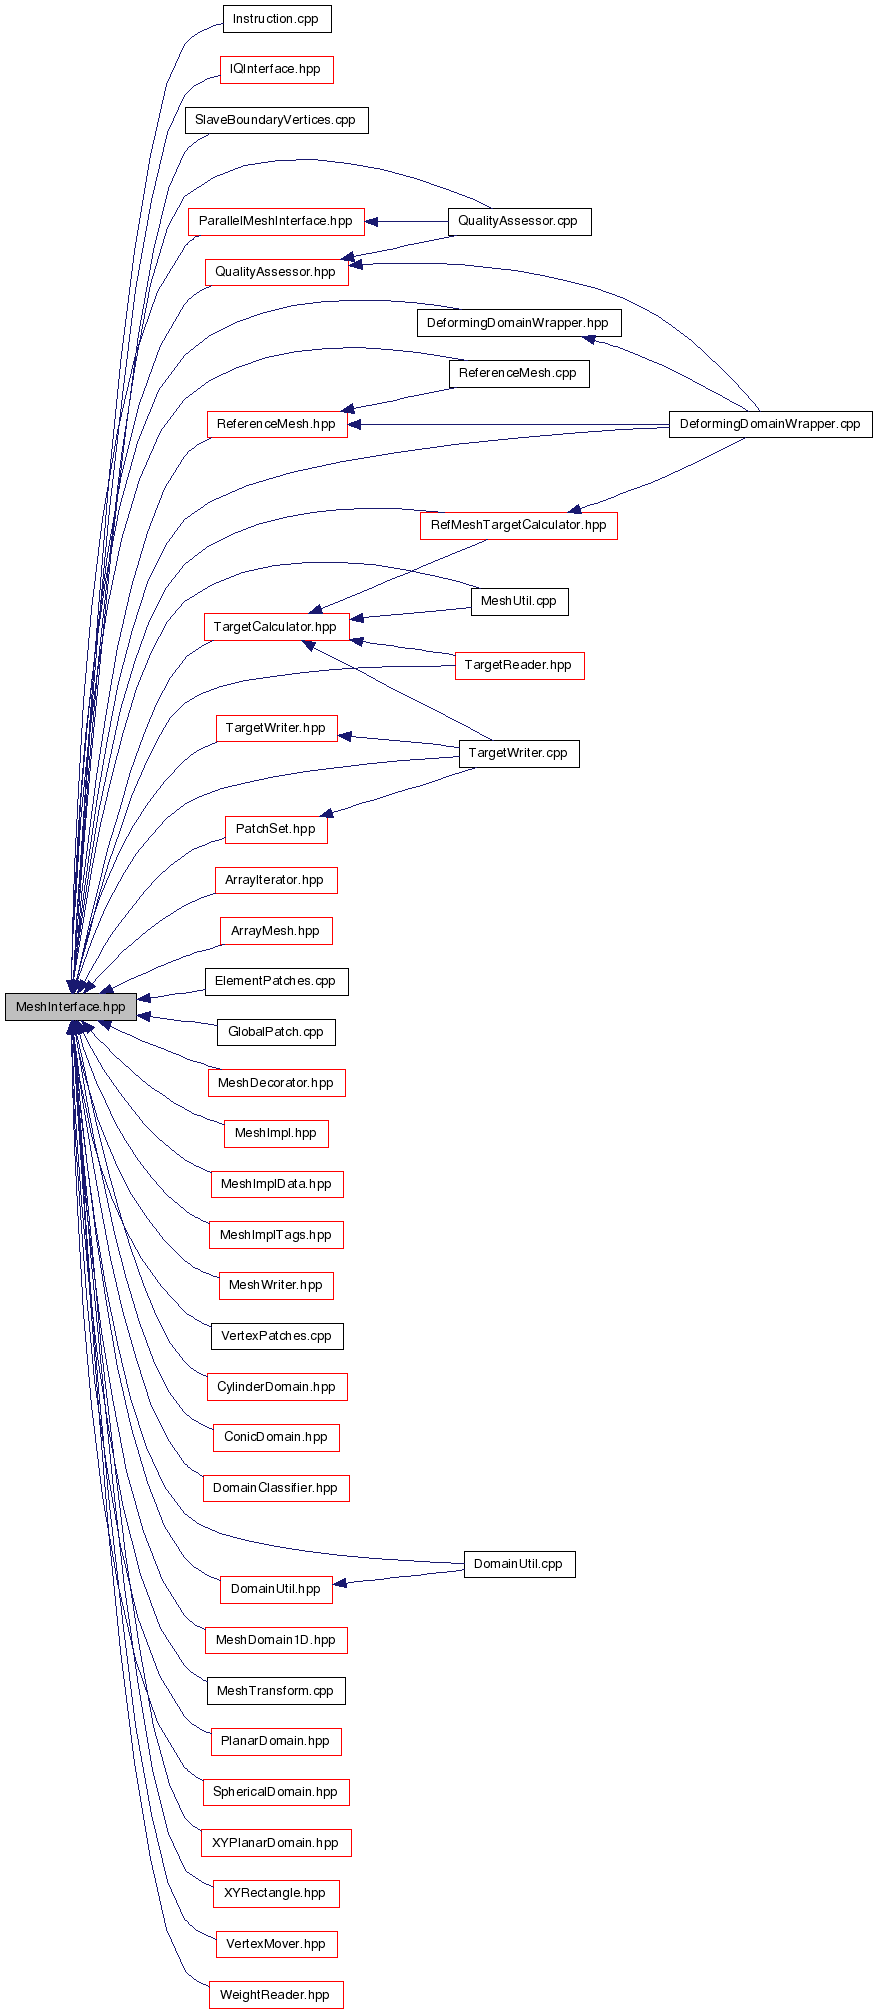 Instruction.cpp
IQInterface.hpp
SlaveBoundaryVertices.cpp
ParallelMeshInterface.hpp
QualityAssessor.cpp
QualityAssessor.hpp
DeformingDomainWrapper.hpp
ReferenceMesh.cpp
ReferenceMesh.hpp
DeformingDomainWrapper.cpp
RefMeshTargetCalculator.hpp
MeshUtil.cpp
TargetCalculator.hpp
TargetReader.hpp
TargetWriter.hpp
TargetWriter.cpp
PatchSet.hpp
ArrayIterator.hpp
ArrayMesh.hpp
ElementPatches.cpp
MeshInterface.hpp
GlobalPatch.cpp
MeshDecorator.hpp
MeshImpl.hpp
MeshImplData.hpp
MeshImplTags.hpp
MeshWriter.hpp
VertexPatches.cpp
CylinderDomain.hpp
ConicDomain.hpp
DomainClassifier.hpp
DomainUtil.cpp
DomainUtil.hpp
MeshDomain1D.hpp
MeshTransform.cpp
PlanarDomain.hpp
SphericalDomain.hpp
XYPlanarDomain.hpp
XYRectangle.hpp
VertexMover.hpp
WeightReader.hpp